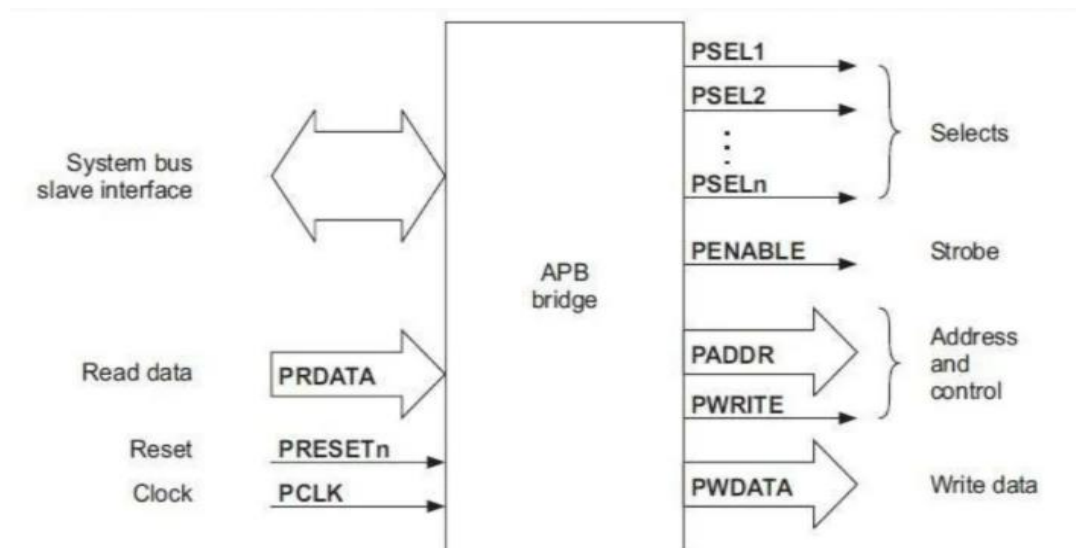 System bus
slave interface
Read data
PRDATA
Reset
PRESETn
Clock
PCLK
APB
bridge
PSEL1
PSEL2
PSELn
Selects
PENABLE
Strobe
PADDR
PWRITE
Address
and
control
PWDATA
Write data